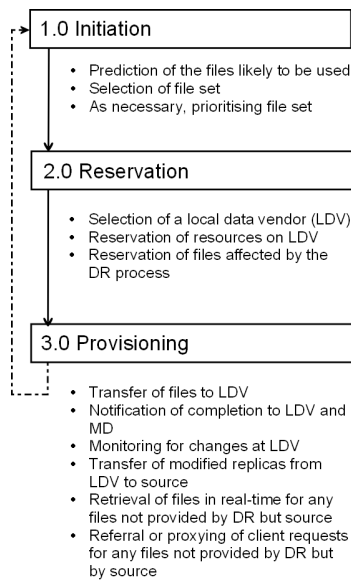 1.0 Initiation
• Prediction of the files likely to be used
• Selection of file set
• As necessary, prioritising file set
2.0 Reservation
• Selection of a local data vendor (LDV)
• Reservation of resources on LDV
• Reservation of files affected by the
DR process
3.0 Provisioning
• Transfer of files to LDV
• Notification of completion to LDV and
MD
• Monitoring for changes at LDV
• Transfer of modified replicas from
LDV to source
• Retrieval of files in real-time for any
files not provided by DR but source
• Referral or proxying of client requests
for any files not provided by DR but
by source